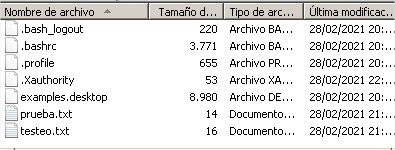 Nombre de archivo Tamaño d... Tipo de arc... Última modificac...
.bash_logout 220 Archivo BA... 28/02/2021 20:...
.bashrc 3.771 Archivo BA... 28/02/2021 20:...
.profile 655 Archivo PR... 28/02/2021 20:...
.Xauthority 53 Archivo XA... 28/02/2021 22:...
examples.desktop 8.980 Archivo DE... 28/02/2021 20:...
prueba.txt 14 Documento... 28/02/2021 21:...
testeo.txt 16 Documento... 28/02/2021 21:...